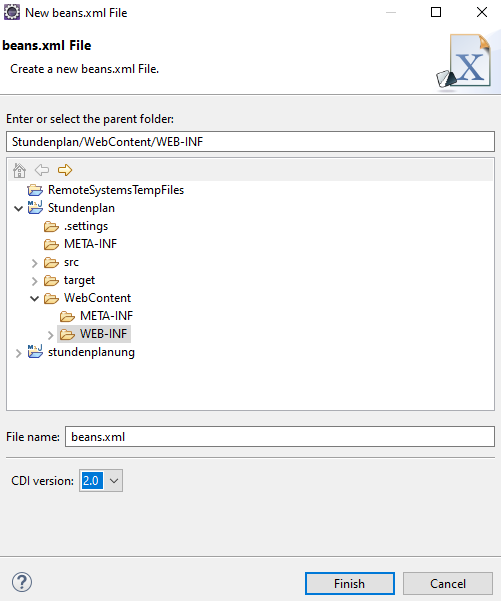 New beans.xml File
beans.xml File
Create a new beans.xml File.
X
Enter or select the parent folder:
Stundenplan/WebContent/WEB-INF
RemoteSystemsTempFiles
Stundenplan
.settings
META-INF
src
target
WebContent
META-INF
WEB-INF
stundenplanung
File name: beans.xml
CDI version: 2.0
?
Finish Cancel